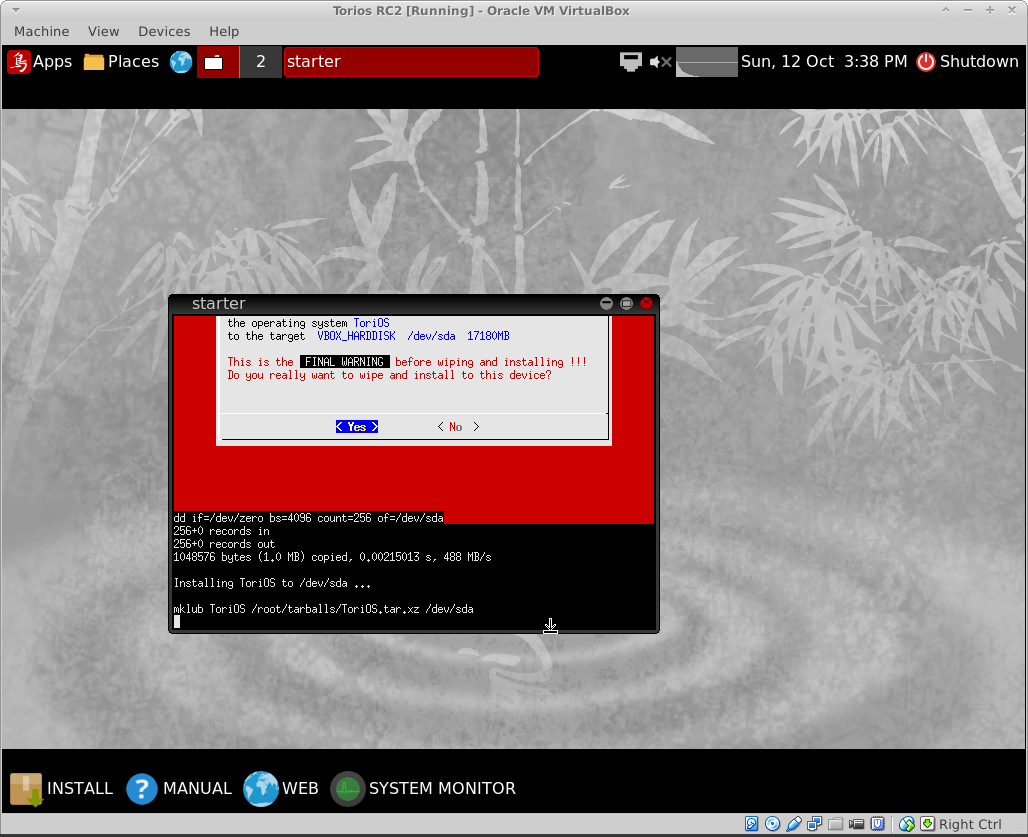 Torios RC2 [Running] - Oracle VM VirtualBox
Machine View Devices Help
Apps Places 2 starter Sun, 12 Oct 3:38 PM Shutdown
starter
the operating system ToriOS
to the target VBOX_HARDDISK /dev/sda 17180MB
This is the FINAL WARNING before wiping and installing !!!
Do you really want to wipe and install to this device?
< Yes > < No >
dd if=/dev/zero bs=4096 count=256 of=/dev/sda
256+0 records in
256+0 records out
1048576 bytes (1.0 MB) copied, 0.00215013 s, 488 MB/s
Installing ToriOS to /dev/sda ...
mklub ToriOS /root/tarballs/ToriOS.tar.xz /dev/sda
INSTALL ? MANUAL WEB SYSTEM MONITOR
Right Ctrl